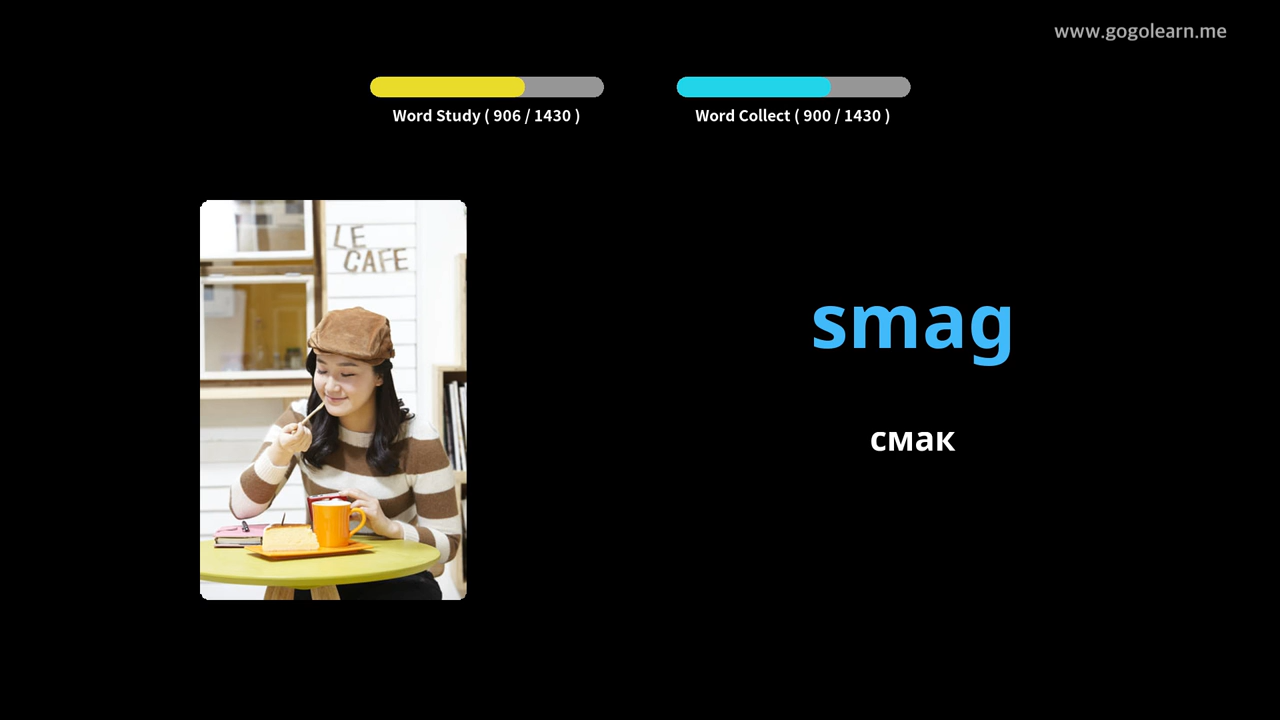 www.gogolearn.me
Word Study ( 906 / 1430 )
Word Collect ( 900 / 1430 )
LE
CAFE
smag
смак